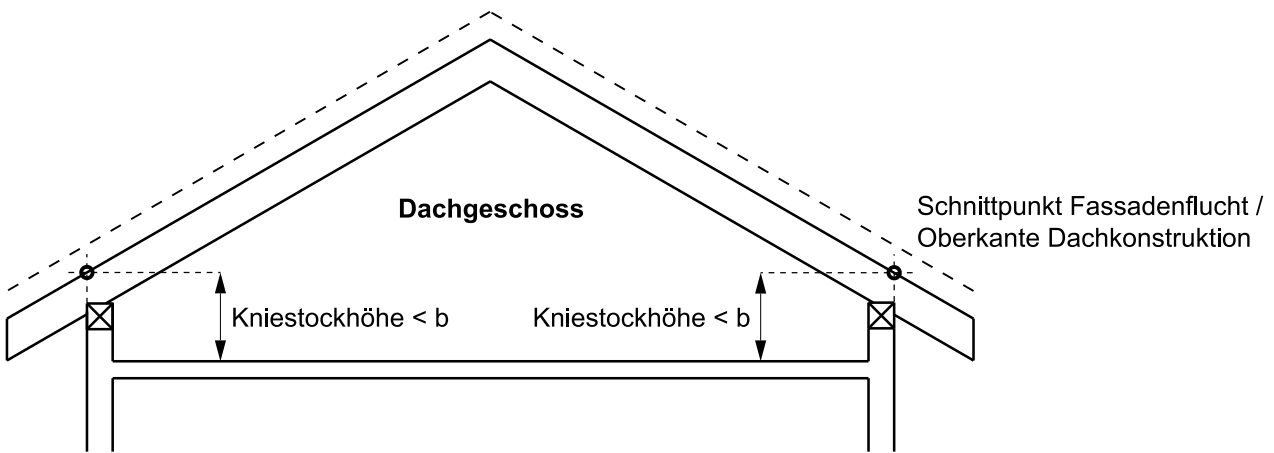 Dachgeschoss
Schnittpunkt Fassadenflucht /
Oberkante Dachkonstruktion
Kniestockhöhe < b
Kniestockhöhe < b